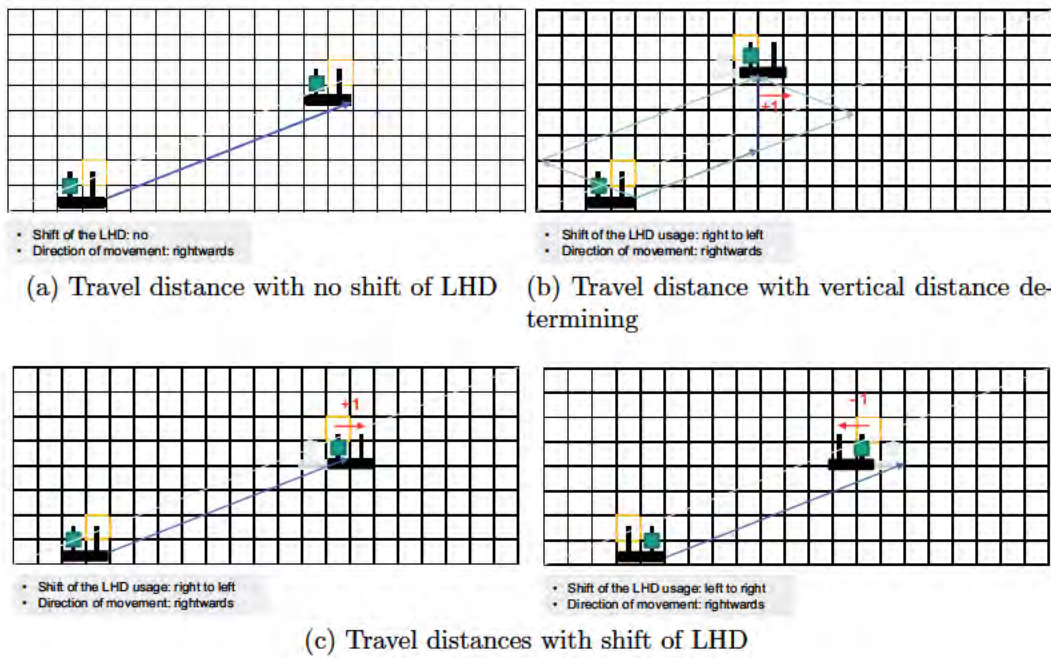 +1
• Shift of the LHD: no
• Direction of movement: rightwards
• Shift of the LHD usage: right to left
• Direction of movement: rightwards
(a) Travel distance with no shift of LHD
(b) Travel distance with vertical distance de-
termining
+1
-1
• Shift of the LHD usage: right to left
• Direction of movement: rightwards
• Shift of the LHD usage: left to right
• Direction of movement: rightwards
(c) Travel distances with shift of LHD